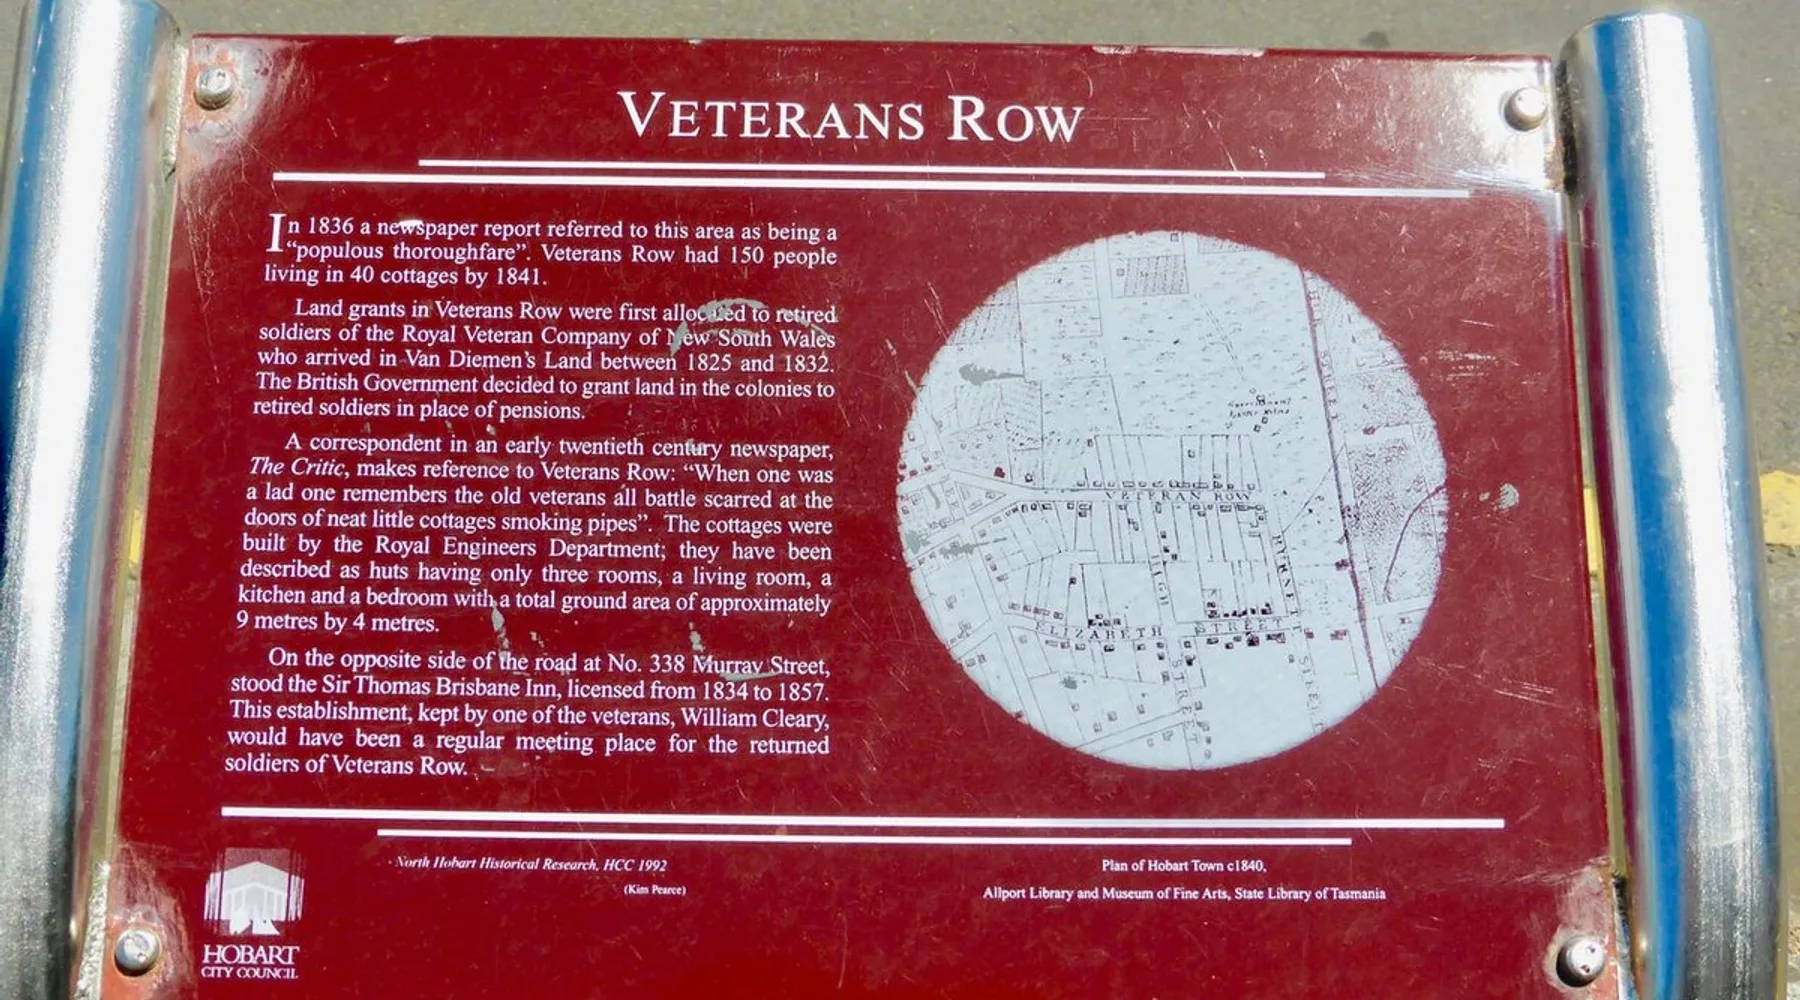 VETERANS ROW
In 1836 a newspaper report referred to this area as being a
“populous thoroughfare”. Veterans Row had 150 people
living in 40 cottages by 1841.
Land grants in Veterans Row were first allocated to retired
soldiers of the Royal Veteran Company of New South Wales
who arrived in Van Diemen's Land between 1825 and 1832.
The British Government decided to grant land in the colonies to
retired soldiers in place of pensions.
A correspondent in an early twentieth century newspaper,
The Critic, makes reference to Veterans Row: “When one was
a lad one remembers the old veterans all battle scarred at the
doors of neat little cottages smoking pipes”. The cottages were
built by the Royal Engineers Department; they have been
described as huts having only three rooms, a living room, a
kitchen and a bedroom with a total ground area of approximately
9 metres by 4 metres.
On the opposite side of the road at No. 338 Murray Street,
stood the Sir Thomas Brisbane Inn, licensed from 1834 to 1857.
This establishment, kept by one of the veterans, William Cleary,
would have been a regular meeting place for the returned
soldiers of Veterans Row.
VETERAN ROW
BURNETT
HIGH
ELIZABETH STREET
STREET
STREET
North Hobart Historical Research, HCC 1992
(Kim Pearce)
Plan of Hobart Town c1840,
Allport Library and Museum of Fine Arts, State Library of Tasmania
HOBART
CITY COUNCIL